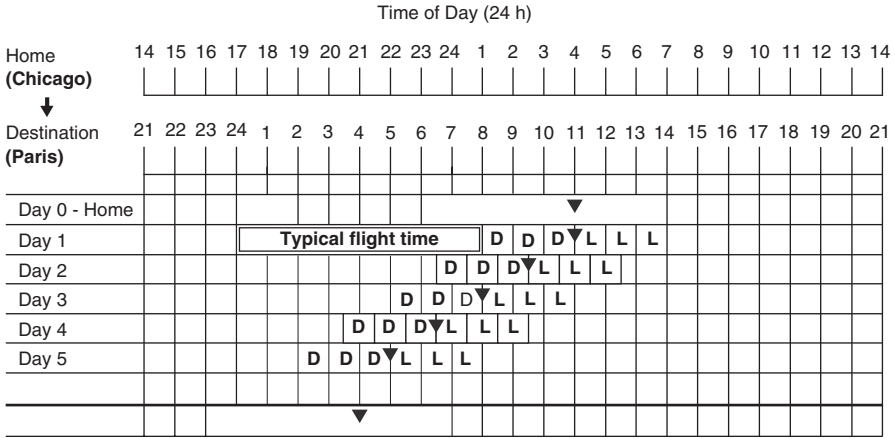 Time of Day (24 h)
Home 14 15 16 17 18 19 20 21 22 23 24 1 2 3 4 5 6 7 8 9 10 11 12 13 14
(Chicago)
Destination 21 22 23 24 1 2 3 4 5 6 7 8 9 10 11 12 13 14 15 16 17 18 19 20 21
(Paris)
Day 0 - Home
Day 1 Typical flight time D D D L L L
Day 2 D D D L L L
Day 3 D D D L L L
Day 4 D D D L L L
Day 5 D D D L L L